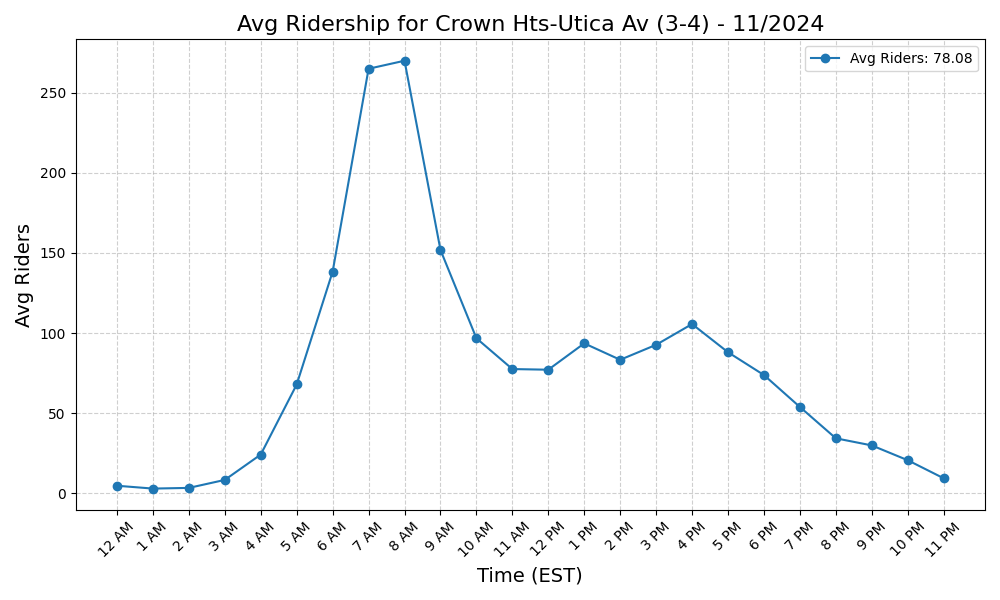 Avg Ridership for Crown Hts-Utica Av (3-4) - 11/2024
Avg Riders: 78.08
Avg Riders
250
200
150
100
50
0
12 AM
1 AM
2 AM
3 AM
4 AM
5 AM
6 AM
7 AM
8 AM
9 AM
10 AM
11 AM
12 PM
1 PM
2 PM
3 PM
4 PM
5 PM
6 PM
7 PM
8 PM
9 PM
10 PM
11 PM
Time (EST)